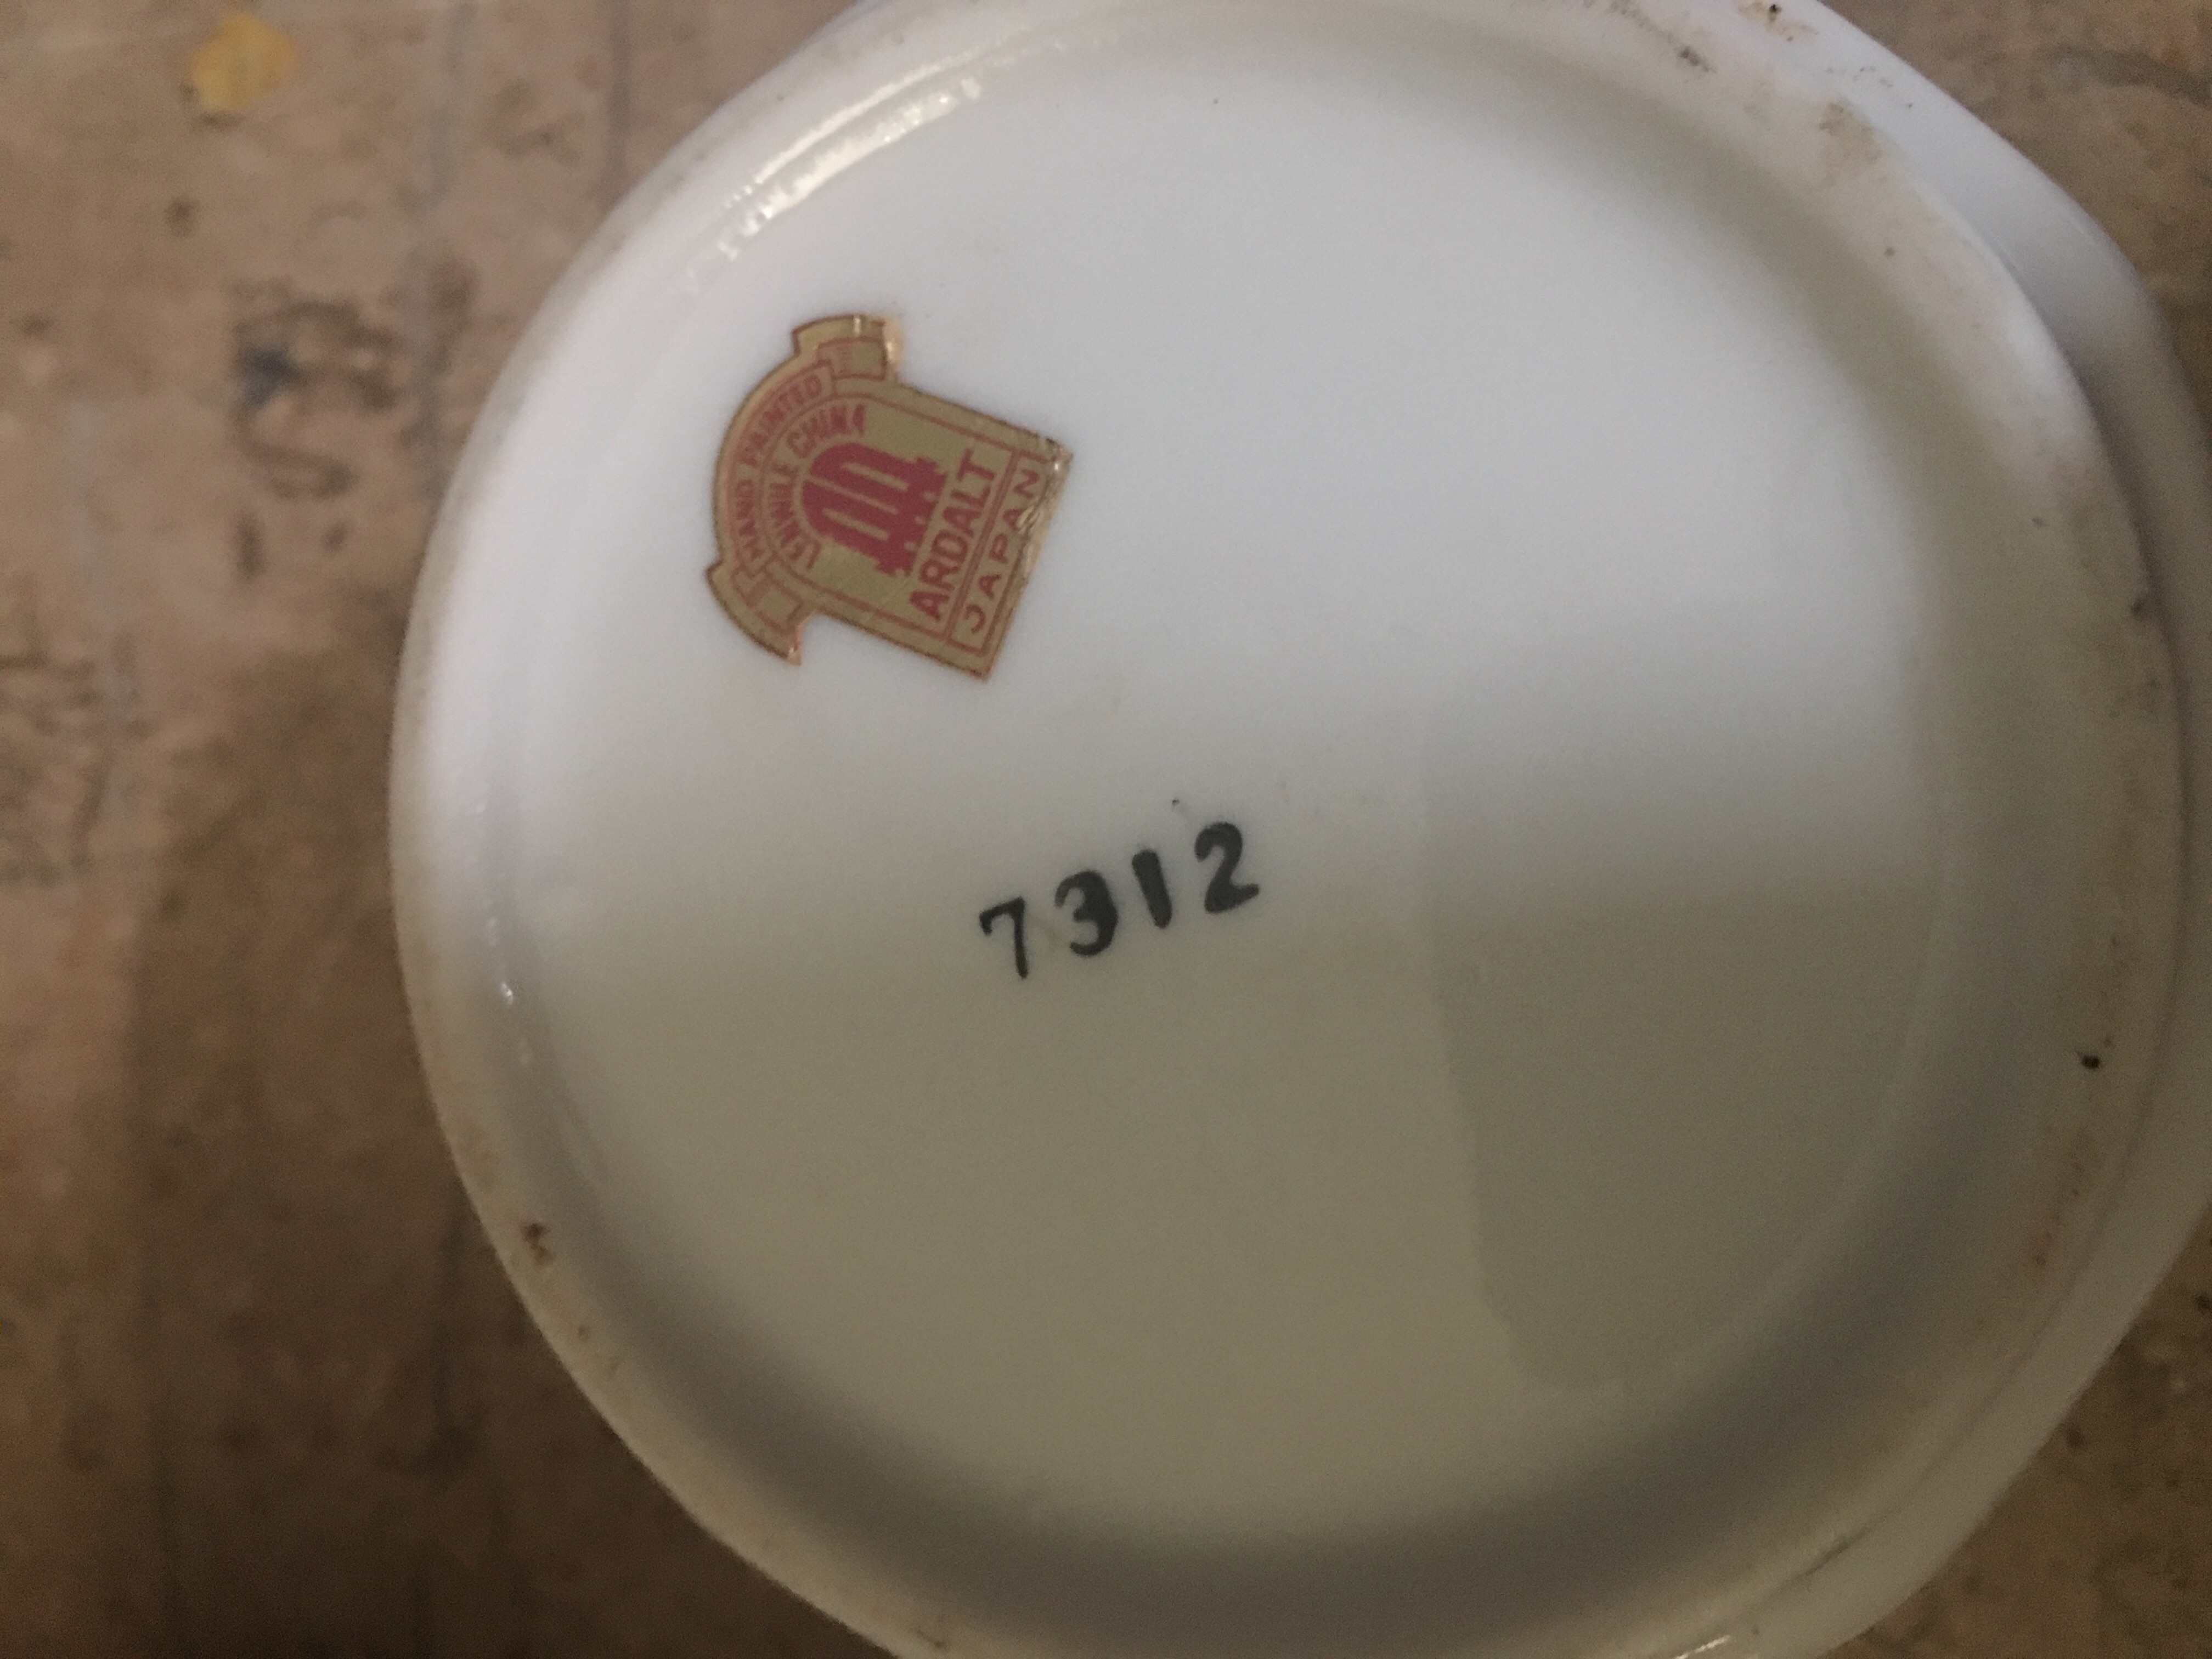 HAND PAINTED
LENWILE CHINA
ARDALT
JAPAN
7312